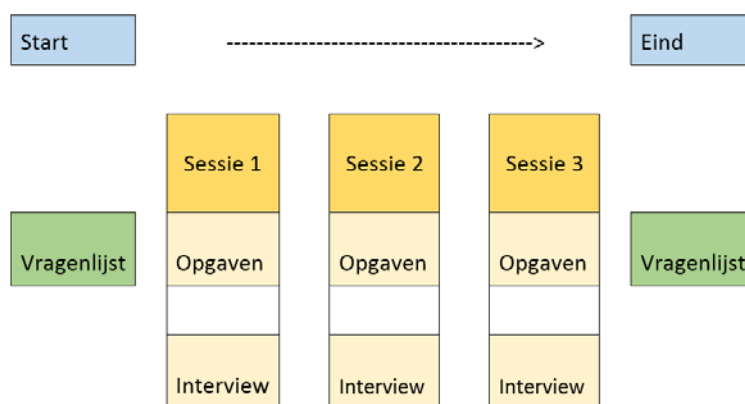 Start
Eind
Sessie 1
Sessie 2
Sessie 3
Vragenlijst
Opgaven
Opgaven
Opgaven
Vragenlijst
Interview
Interview
Interview